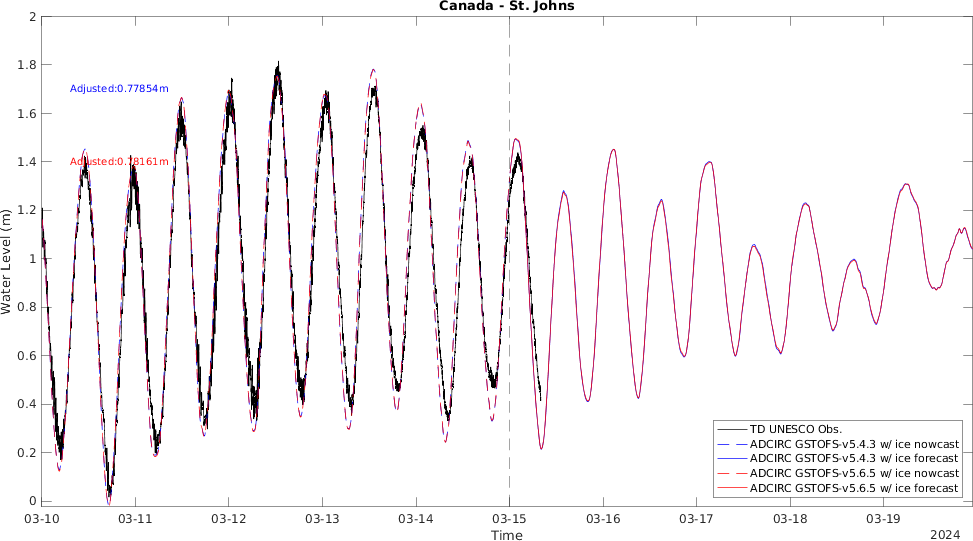 Canada - St. Johns
2
1.8
1.6
1.4
1.2
1
0.8
0.6
0.4
0.2
0
Water Level (m)
Adjusted:0.77854m
Adjusted:0.78161m
TD UNESCO Obs.
ADCIRC GSTOFS-v5.4.3 w/ ice nowcast
ADCIRC GSTOFS-v5.4.3 w/ ice forecast
ADCIRC GSTOFS-v5.6.5 w/ ice nowcast
ADCIRC GSTOFS-v5.6.5 w/ ice forecast
03-10 03-11 03-12 03-13 03-14 03-15 03-16 03-17 03-18 03-19
Time
2024